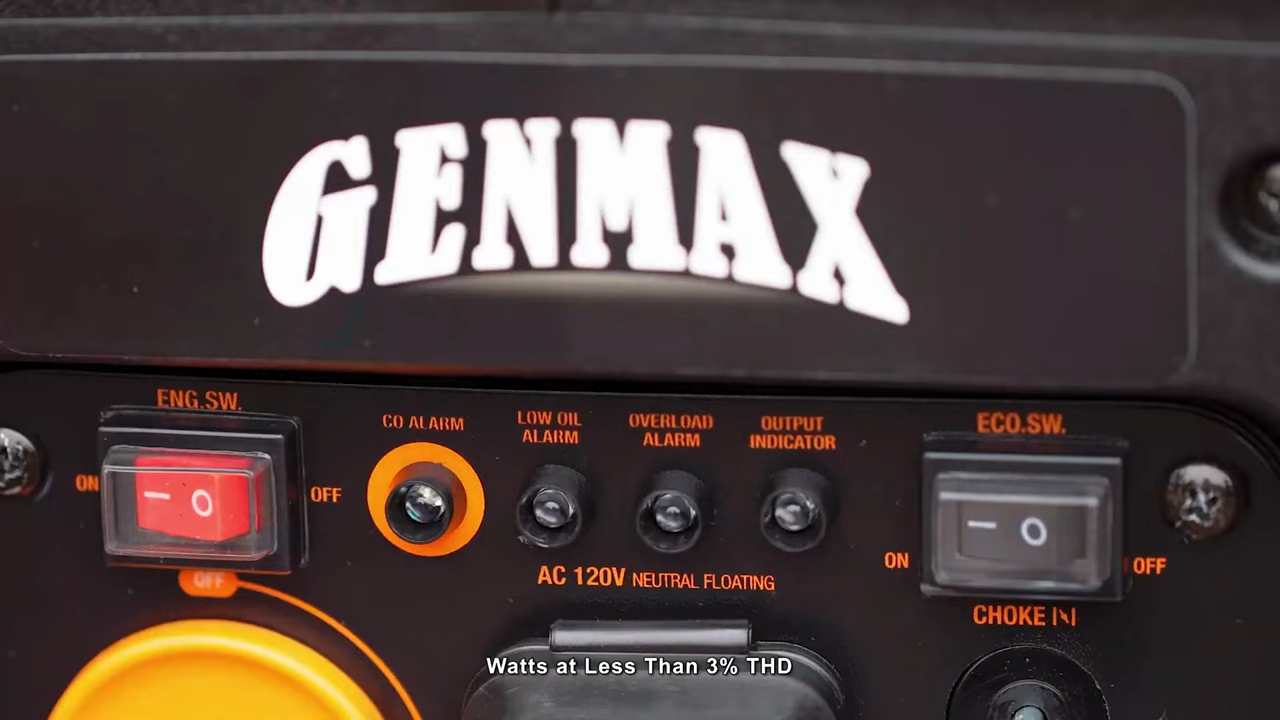 GENMAX
ENG.SW.
CO ALARM
LOW OIL
ALARM
OVERLOAD
ALARM
OUTPUT
INDICATOR
ECO.SW.
ON
OFF
ON
OFF
OFF
AC 120V NEUTRAL FLOATING
CHOKE
Watts at Less Than 3% THD